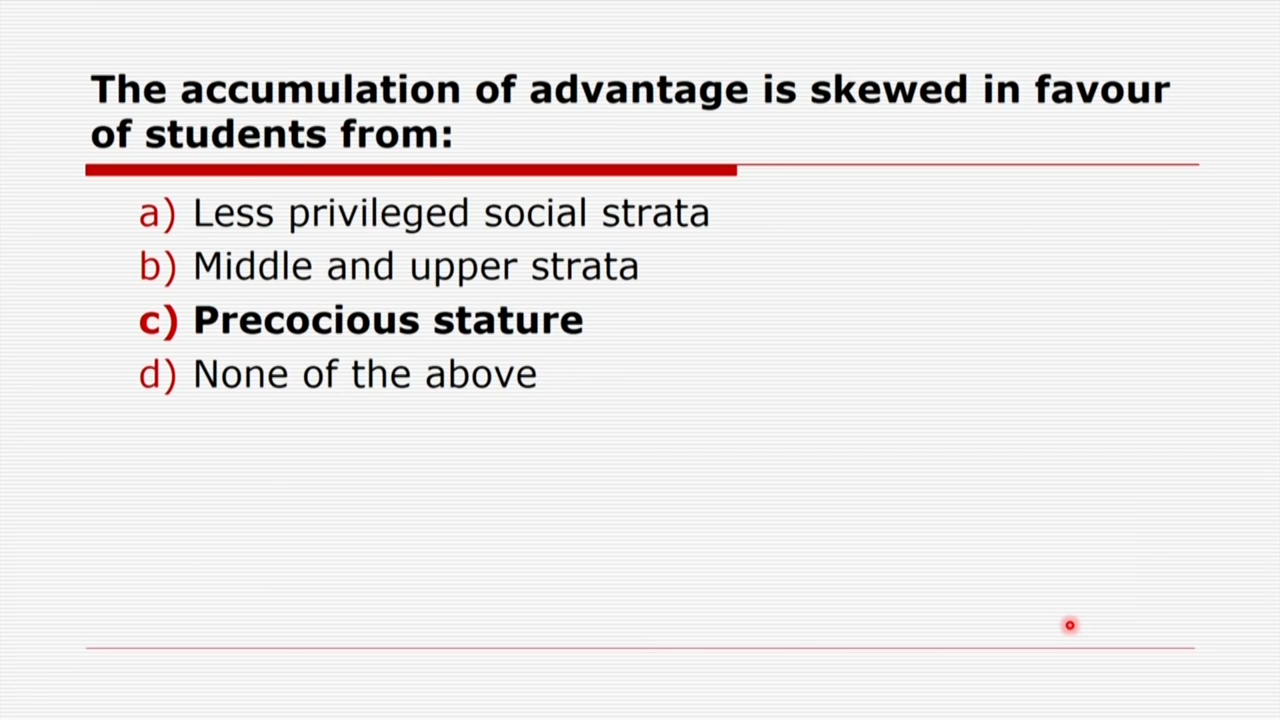 The accumulation of advantage is skewed in favour
of students from:
a) Less privileged social strata
b) Middle and upper strata
c) Precocious stature
d) None of the above